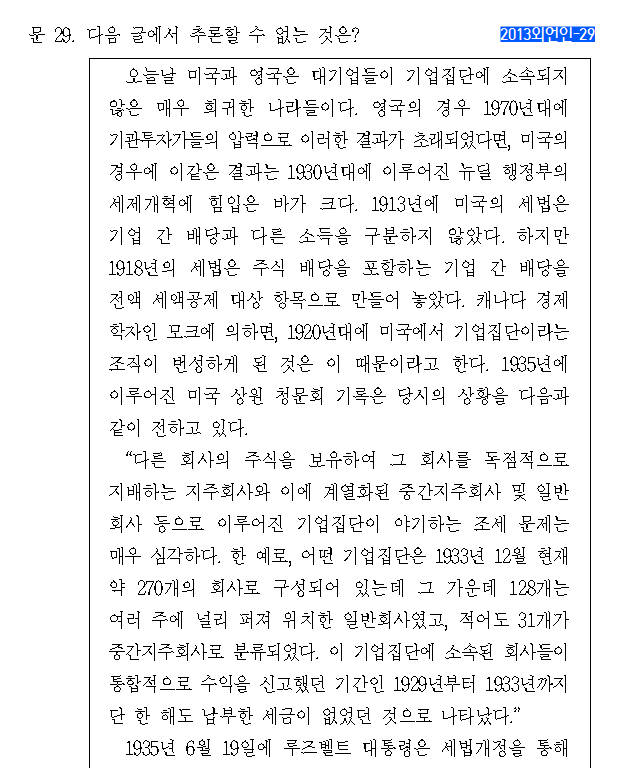 문 29. 다음 글에서 추론할 수 없는 것은?
2013외언인-29
오늘날 미국과 영국은 대기업들이 기업집단에 소속되지
않은 매우 희귀한 나라들이다. 영국의 경우 1970년대에
기관투자가들의 압력으로 이러한 결과가 초래되었다면, 미국의
경우에 이같은 결과는 1930년대에 이루어진 뉴딜 행정부의
세제개혁에 힘입은 바가 크다. 1913년에 미국의 세법은
기업 간 배당과 다른 소득을 구분하지 않았다. 하지만
1918년의 세법은 주식 배당을 포함하는 기업 간 배당을
전액 세액공제 대상 항목으로 만들어 놓았다. 캐나다 경제
학자인 모크에 의하면, 1920년대에 미국에서 기업집단이라는
조직이 번성하게 된 것은 이 때문이라고 한다. 1935년에
이루어진 미국 상원 청문회 기록은 당시의 상황을 다음과
같이 전하고 있다.
“다른 회사의 주식을 보유하여 그 회사를 독점적으로
지배하는 지주회사와 이에 계열화된 중간지주회사 및 일반
회사 등으로 이루어진 기업집단이 야기하는 조세 문제는
매우 심각하다. 한 예로, 어떤 기업집단은 1933년 12월 현재
약 270개의 회사로 구성되어 있는데 그 가운데 128개는
여러 주에 널리 퍼져 위치한 일반회사였고, 적어도 31개가
중간지주회사로 분류되었다. 이 기업집단에 소속된 회사들이
통합적으로 수익을 신고했던 기간인 1929년부터 1933년까지
단 한 해도 납부한 세금이 없었던 것으로 나타났다.”
1935년 6월 19일에 루즈벨트 대통령은 세법개정을 통해